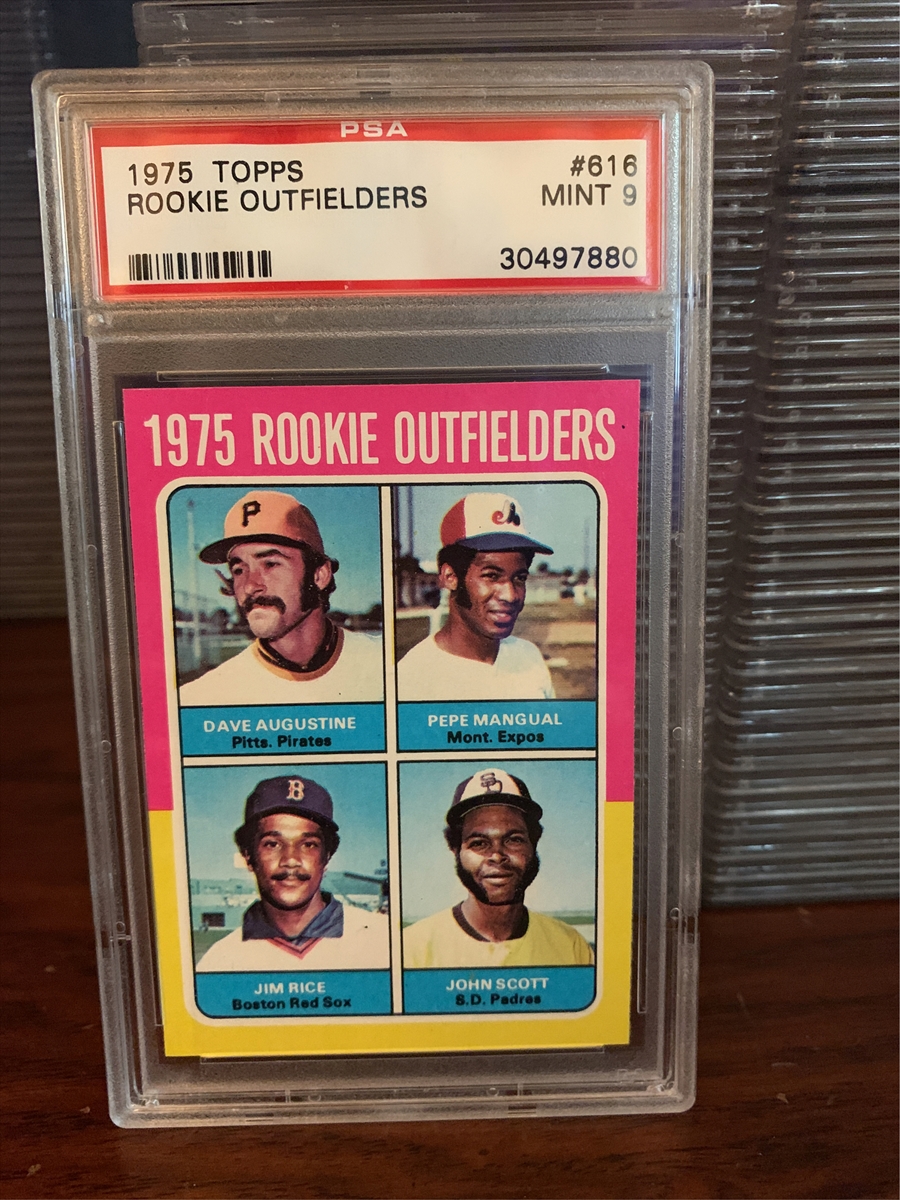 PSA
1975 TOPPS #616
ROOKIE OUTFIELDERS MINT 9
30497880
1975 ROOKIE OUTFIELDERS
P
M
DAVE AUGUSTINE
Pitts. Pirates
PEPE MANGUAL
Mont. Expos
B
SD
JIM RICE
Boston Red Sox
JOHN SCOTT
S.D. Padres